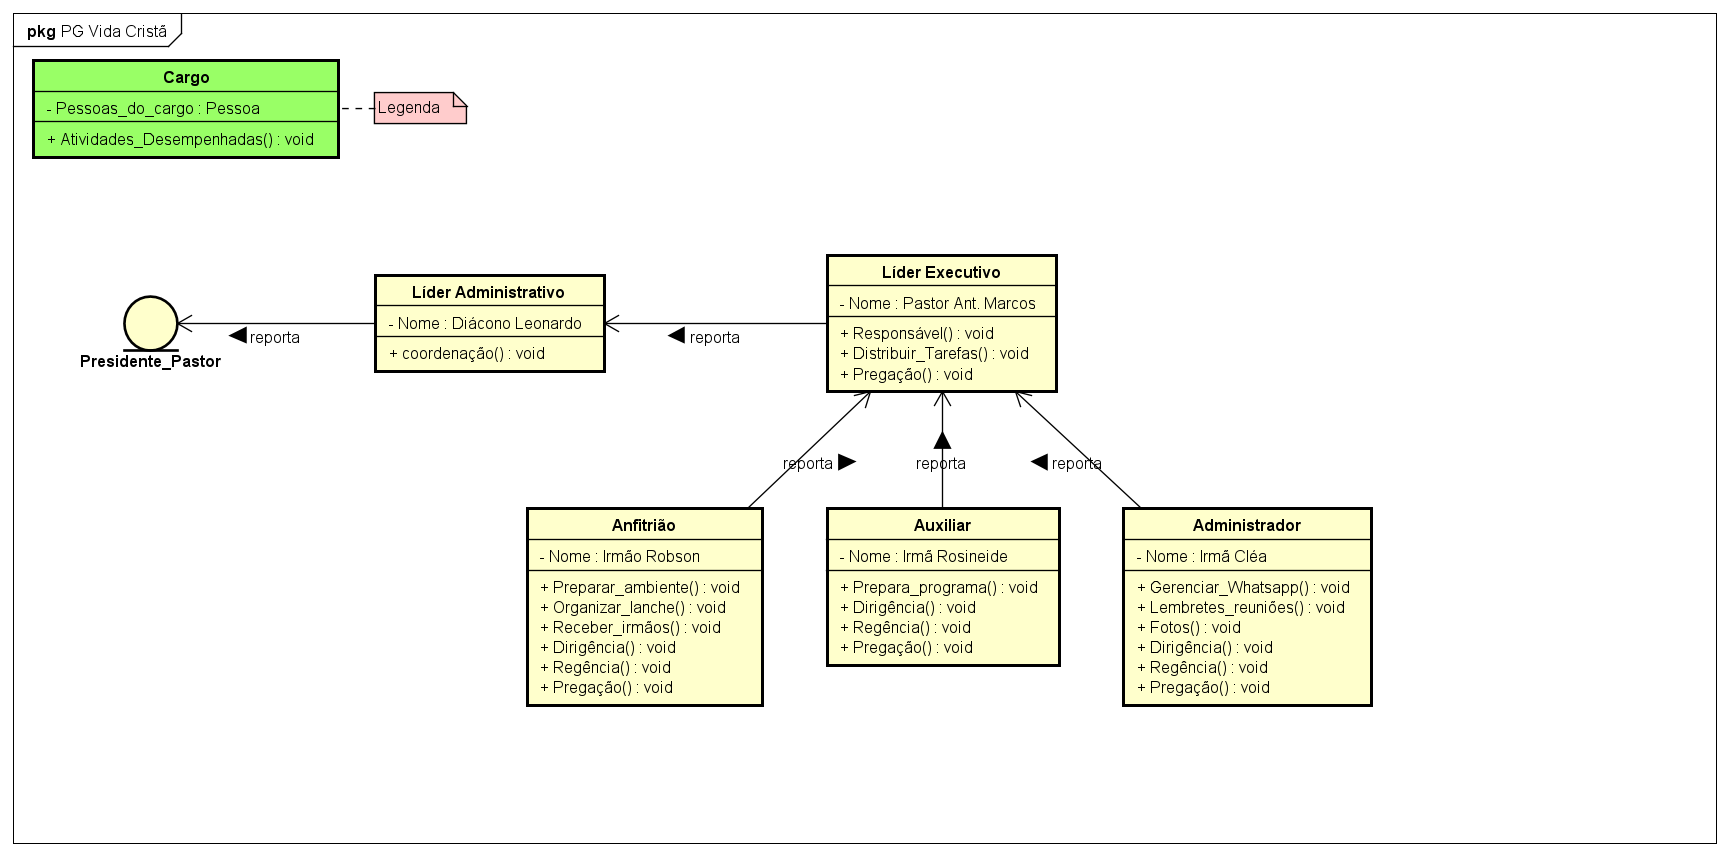 pkg PG Vida Cristã
Cargo
- Pessoas_do_cargo : Pessoa
+ Atividades_Desempenhadas() : void
Legenda
Presidente_Pastor
reporta
Líder Administrativo
- Nome : Diácono Leonardo
+ coordenação() : void
reporta
Líder Executivo
- Nome : Pastor Ant. Marcos
+ Responsável() : void
+ Distribuir_Tarefas() : void
+ Pregação() : void
reporta
reporta
reporta
Anfitrião
- Nome : Irmão Robson
+ Preparar_ambiente() : void
+ Organizar_lanche() : void
+ Receber_irmãos() : void
+ Dirigência() : void
+ Regência() : void
+ Pregação() : void
Auxiliar
- Nome : Irmã Rosineide
+ Prepara_programa() : void
+ Dirigência() : void
+ Regência() : void
+ Pregação() : void
Administrador
- Nome : Irmã Cléa
+ Gerenciar_Whatsapp() : void
+ Lembretes_reuniões() : void
+ Fotos() : void
+ Dirigência() : void
+ Regência() : void
+ Pregação() : void